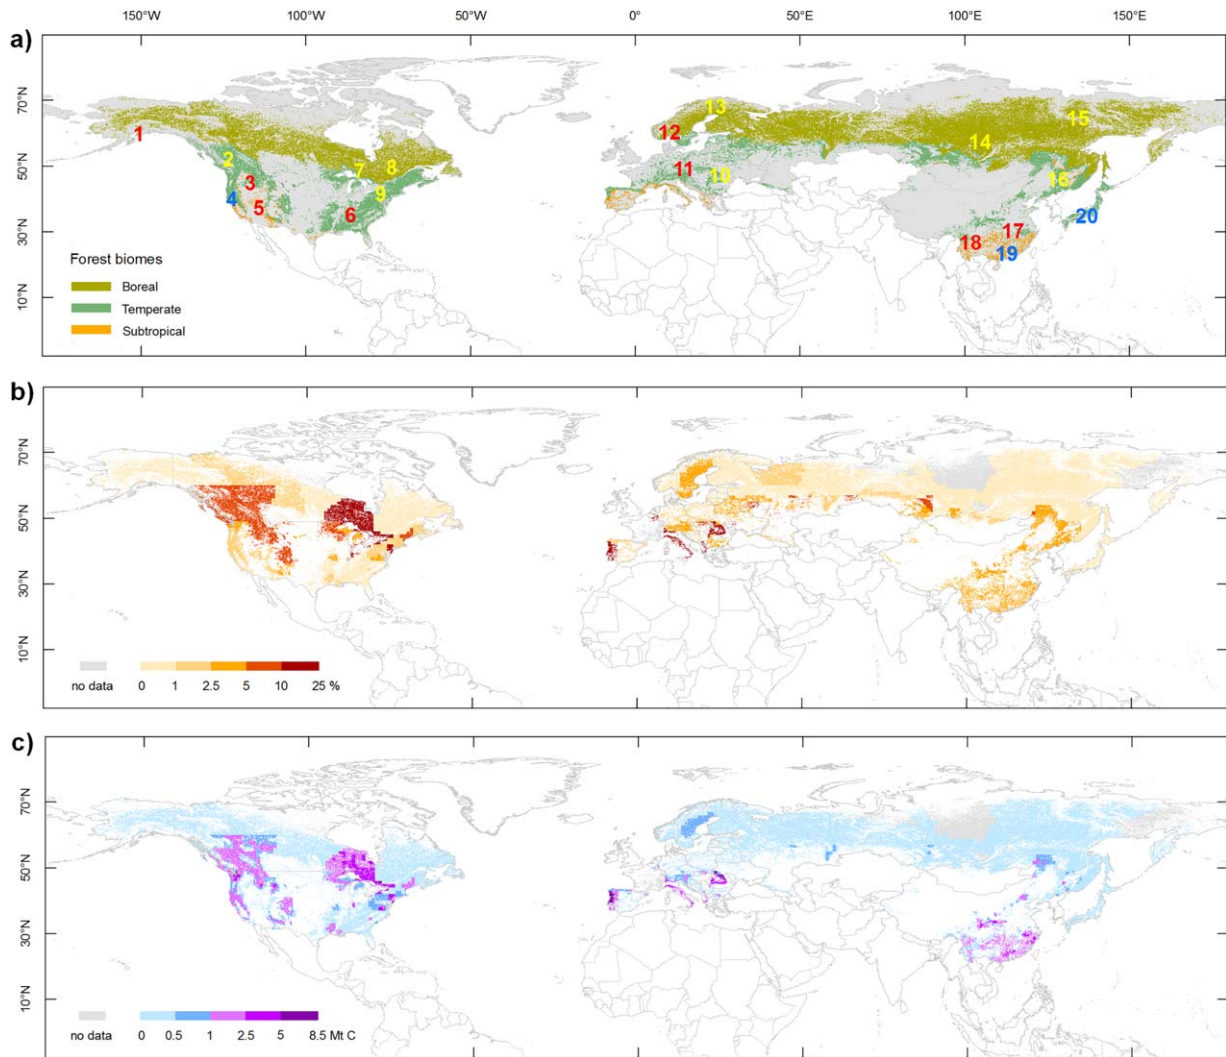 150°W 100°W 50°W 0° 50°E 100°E 150°E
a)
70°N
50°N
30°N
10°N
1
2
3
4
5
6
7
8
9
10
11
12
13
14
15
16
17
18
19
20
Forest biomes
Boreal
Temperate
Subtropical
b)
70°N
50°N
30°N
10°N
no data 0 1 2.5 5 10 25 %
c)
70°N
50°N
30°N
10°N
no data 0 0.5 1 2.5 5 8.5 Mt C